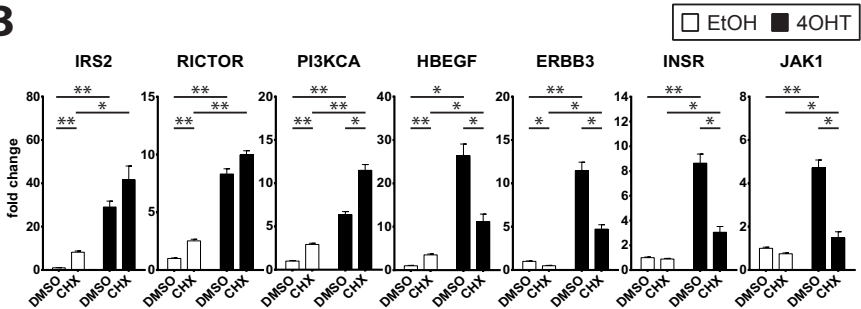 B
EtOH 4OHT
IRS2 RICTOR PI3KCA HBEGF ERBB3 INSR JAK1
fold change
** * **
80 60 40 20 0
DMSO CHX DMSO CHX
** ** **
15 10 5 0
DMSO CHX DMSO CHX
** ** ** *
20 15 10 5 0
DMSO CHX DMSO CHX
* * ** *
40 30 20 10 0
DMSO CHX DMSO CHX
** * * *
20 15 10 5 0
DMSO CHX DMSO CHX
** * *
14 12 10 8 6 4 2 0
DMSO CHX DMSO CHX
** * *
8 6 4 2 0
DMSO CHX DMSO CHX